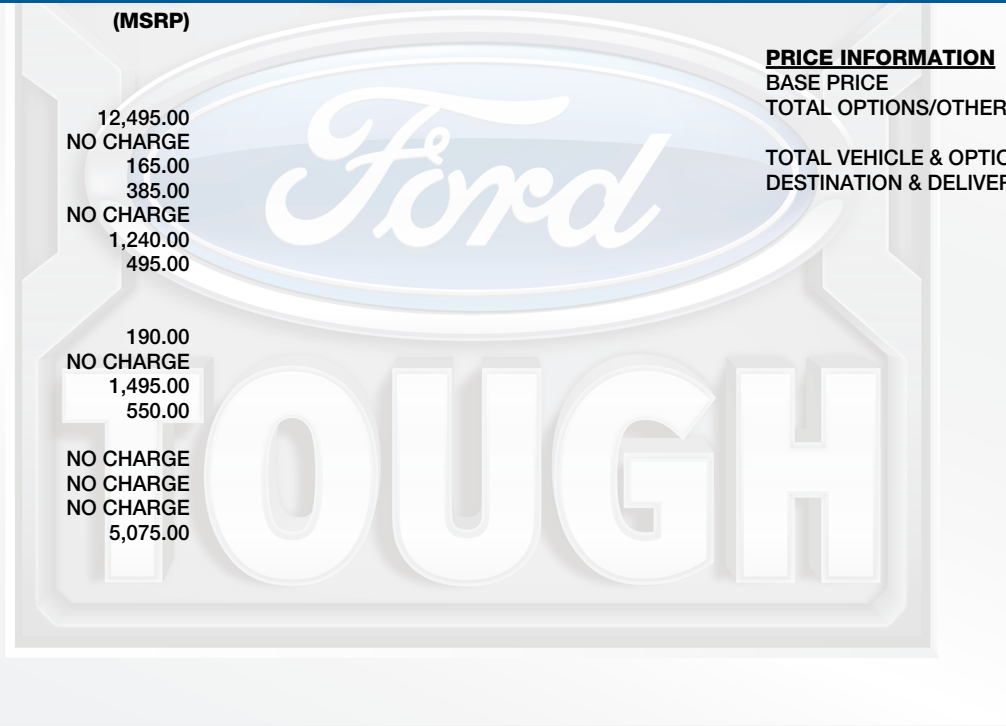 (MSRP)
12,495.00
NO CHARGE
165.00
385.00
NO CHARGE
1,240.00
495.00
190.00
NO CHARGE
1,495.00
550.00
NO CHARGE
NO CHARGE
NO CHARGE
5,075.00
PRICE INFORMATION
BASE PRICE
TOTAL OPTIONS/OTHER
TOTAL VEHICLE & OPTIO
DESTINATION & DELIVER
Ford
TOUGH